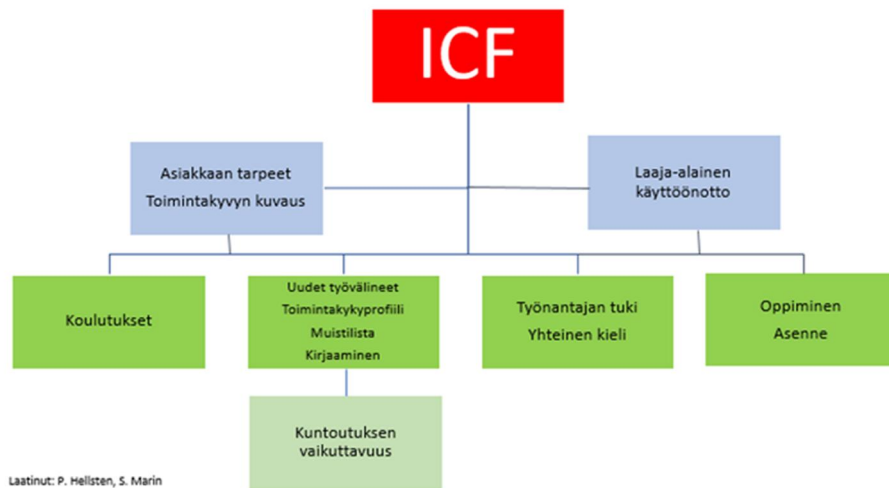 ICF
Asiakkaan tarpeet
Toimintakyvyn kuvaus
Laaja-alainen
käyttöönotto
Koulutukset
Uudet työvälineet
Toimintakykyprofiili
Muistilista
Kirjaaminen
Työnantajan tuki
Yhteinen kieli
Oppiminen
Asenne
Kuntoutuksen
vaikuttavuus
Laatinut: P. Hellsten, S. Marin